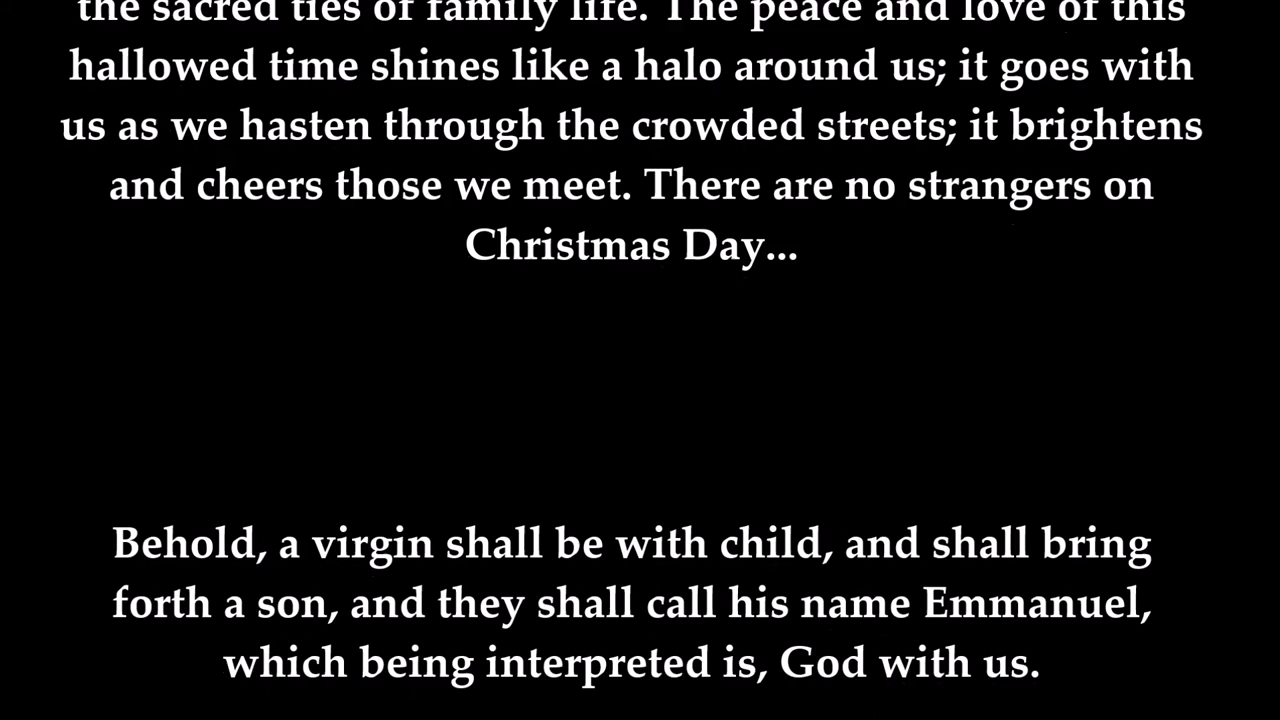 the sacred ties of family life. The peace and love of this
hallowed time shines like a halo around us; it goes with
us as we hasten through the crowded streets; it brightens
and cheers those we meet. There are no strangers on
Christmas Day...
Behold, a virgin shall be with child, and shall bring
forth a son, and they shall call his name Emmanuel,
which being interpreted is, God with us.